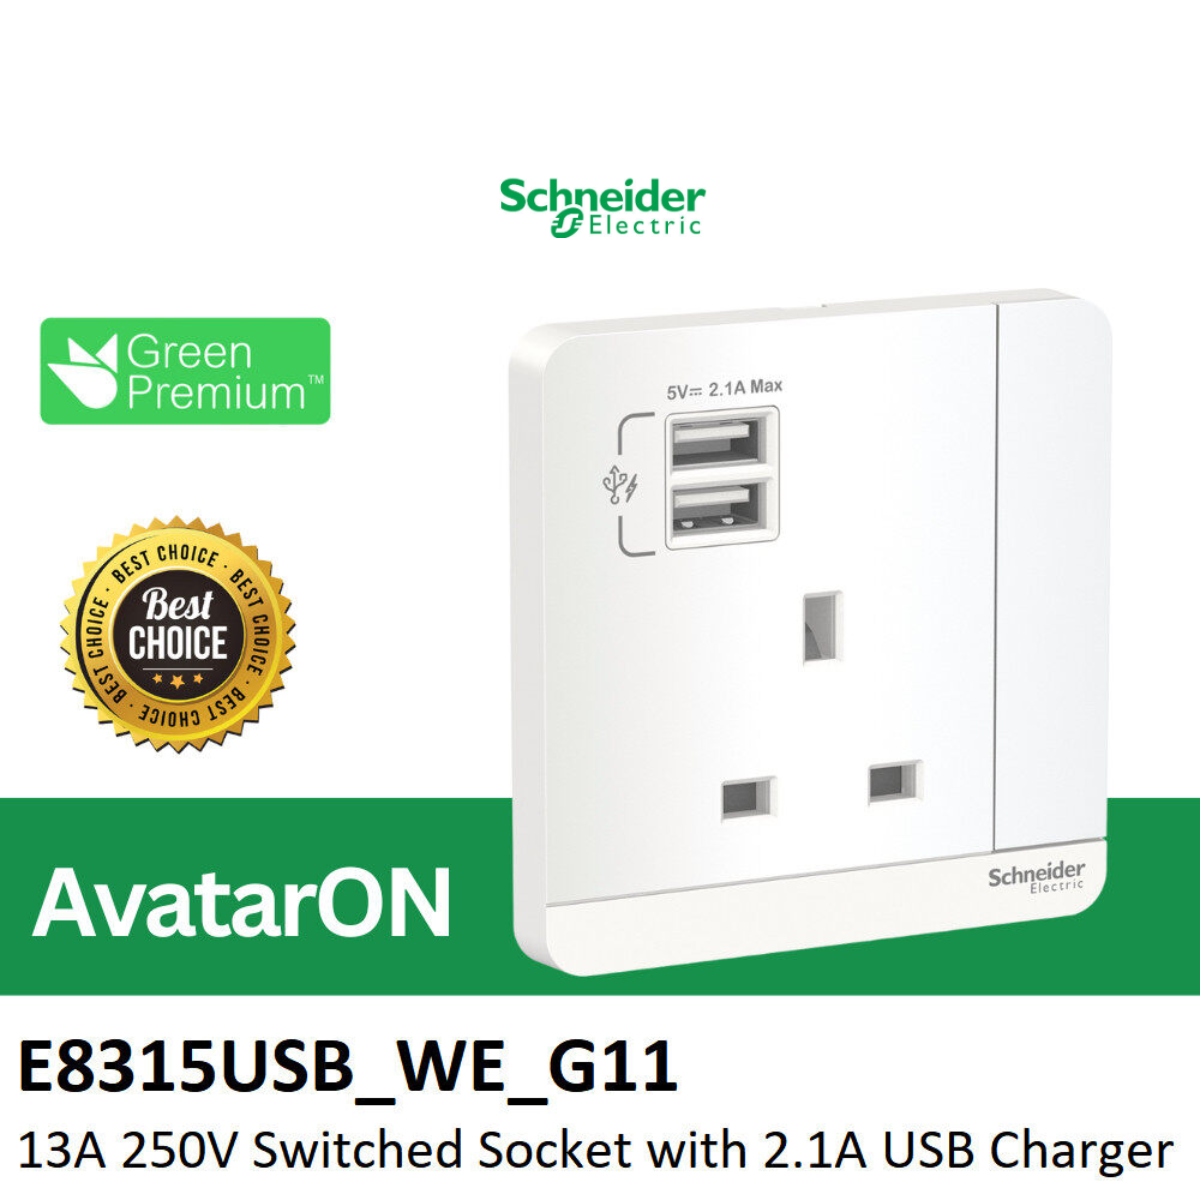 Schneider
Electric
Green
Premium™
5V⎓ 2.1A Max
BEST CHOICE · BEST CHOICE · BEST CHOICE · BEST CHOICE ·
Best
CHOICE
AvatarON
Schneider
Electric
E8315USB_WE_G11
13A 250V Switched Socket with 2.1A USB Charger